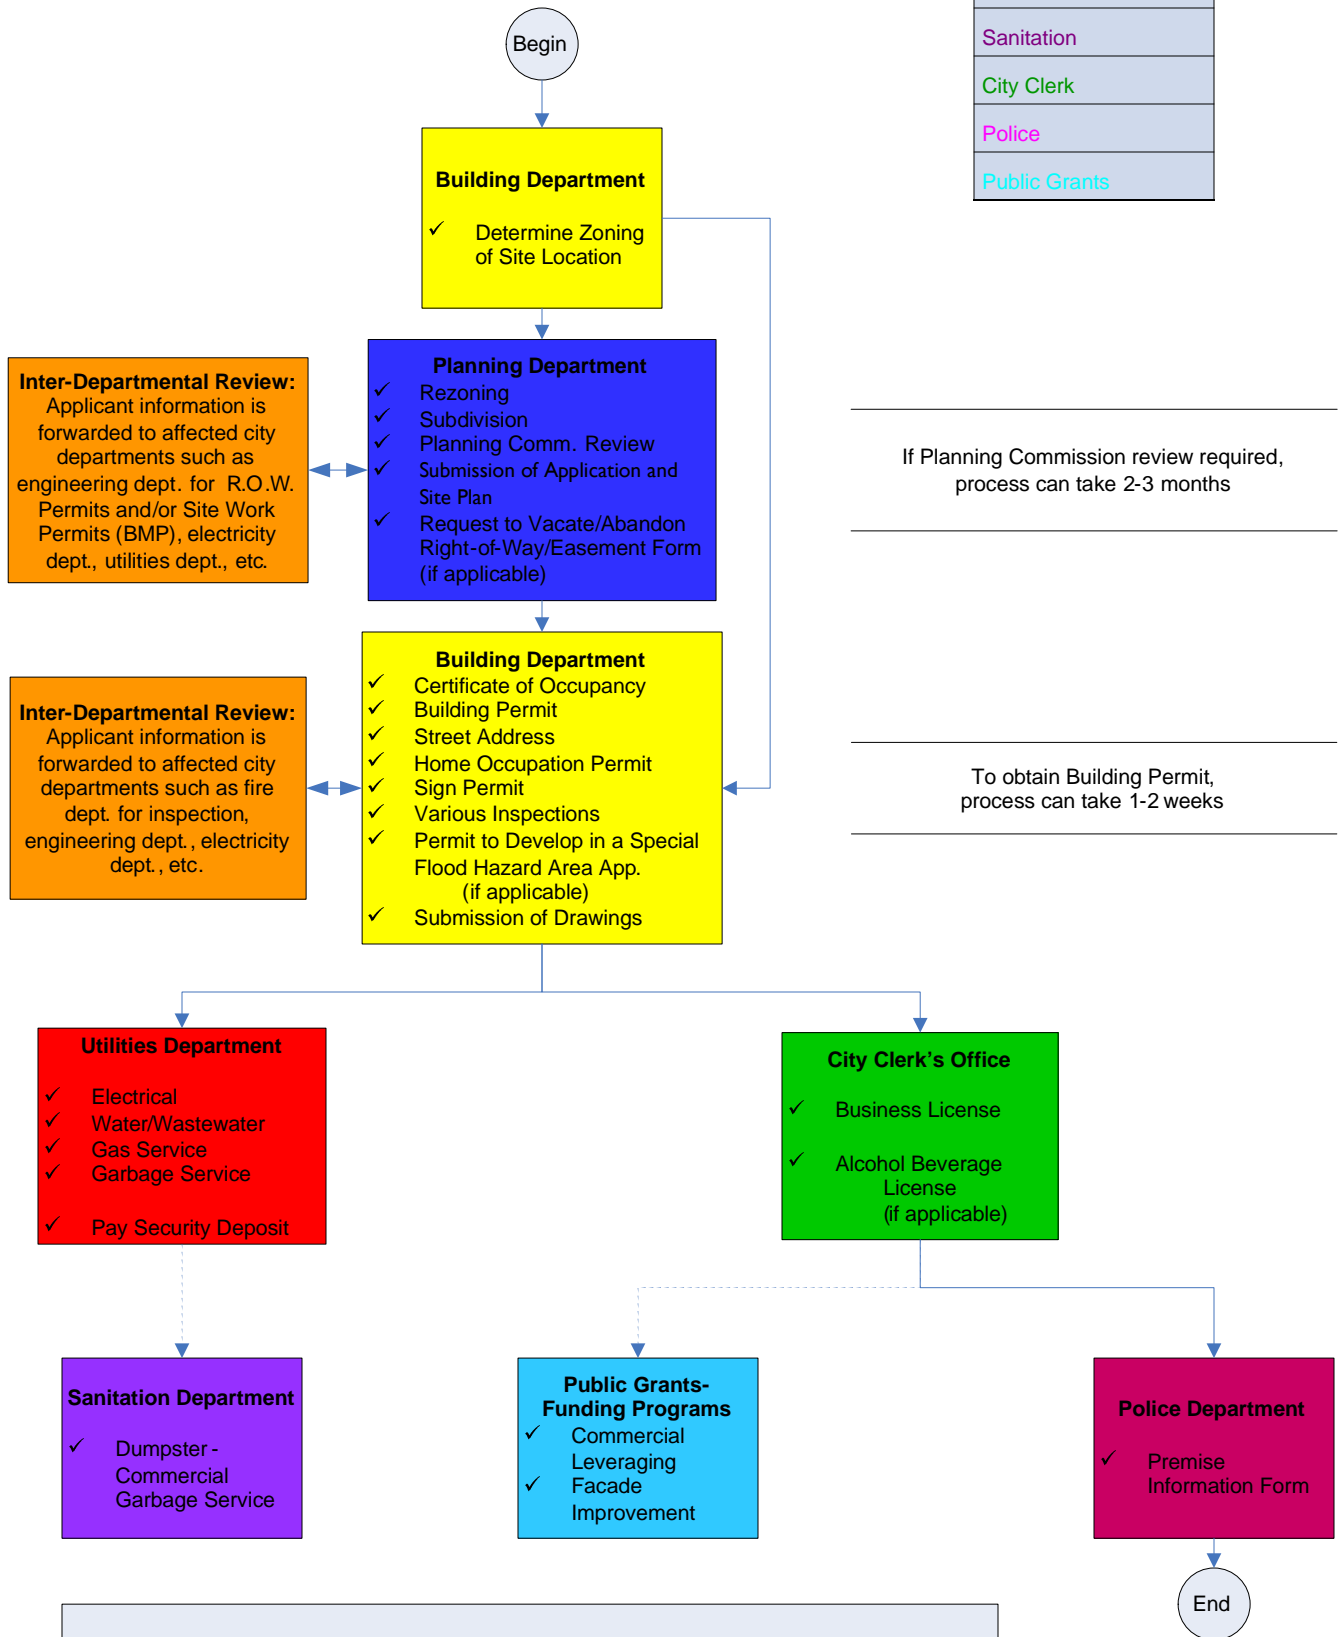 Begin
Sanitation
City Clerk
Police
Public Grants
Building Department
✓ Determine Zoning
of Site Location
Inter-Departmental Review:
Applicant information is
forwarded to affected city
departments such as
engineering dept. for R.O.W.
Permits and/or Site Work
Permits (BMP), electricity
dept., utilities dept., etc.
Planning Department
✓ Rezoning
✓ Subdivision
✓ Planning Comm. Review
✓ Submission of Application and
Site Plan
✓ Request to Vacate/Abandon
Right-of-Way/Easement Form
(if applicable)
If Planning Commission review required,
process can take 2-3 months
Inter-Departmental Review:
Applicant information is
forwarded to affected city
departments such as fire
dept. for inspection,
engineering dept., electricity
dept., etc.
Building Department
✓ Certificate of Occupancy
✓ Building Permit
✓ Street Address
✓ Home Occupation Permit
✓ Sign Permit
✓ Various Inspections
✓ Permit to Develop in a Special
Flood Hazard Area App.
(if applicable)
✓ Submission of Drawings
To obtain Building Permit,
process can take 1-2 weeks
Utilities Department
✓ Electrical
✓ Water/Wastewater
✓ Gas Service
✓ Garbage Service
✓ Pay Security Deposit
City Clerk's Office
✓ Business License
✓ Alcohol Beverage
License
(if applicable)
Sanitation Department
✓ Dumpster -
Commercial
Garbage Service
Public Grants-
Funding Programs
✓ Commercial
Leveraging
✓ Facade
Improvement
Police Department
✓ Premise
Information Form
End